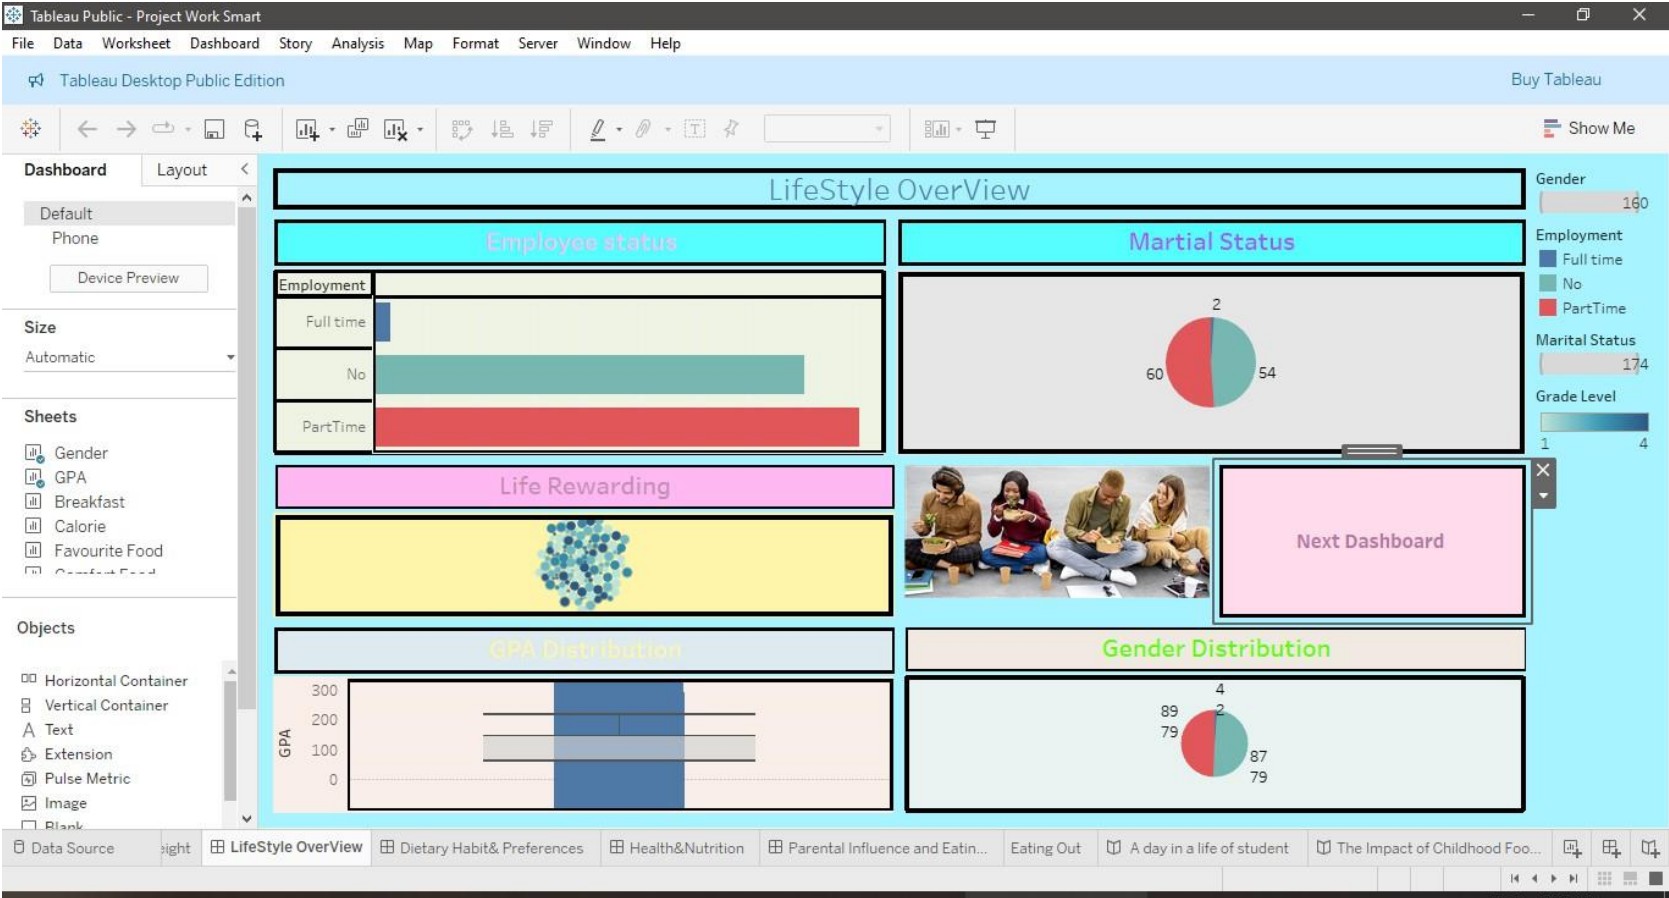 Tableau Public - Project Work Smart
File Data Worksheet Dashboard Story Analysis Map Format Server Window Help
Tableau Desktop Public Edition
Buy Tableau
Show Me
Dashboard Layout
Default
Phone
Device Preview
Size
Automatic
Sheets
Gender
GPA
Breakfast
Calorie
Favourite Food
Comfort Food
Objects
Horizontal Container
Vertical Container
Text
Extension
Pulse Metric
Image
Blank
LifeStyle OverView
Employee status
Martial Status
Employment
Full time
No
PartTime
2
60
54
Life Rewarding
Next Dashboard
GPA Distribution
Gender Distribution
GPA
300
200
100
0
4
89
2
79
87
79
Gender
160
Employment
Full time
No
PartTime
Marital Status
174
Grade Level
1 4
Data Source eight LifeStyle OverView Dietary Habit& Preferences Health&Nutrition Parental Influence and Eatin... Eating Out A day in a life of student The Impact of Childhood Foo...